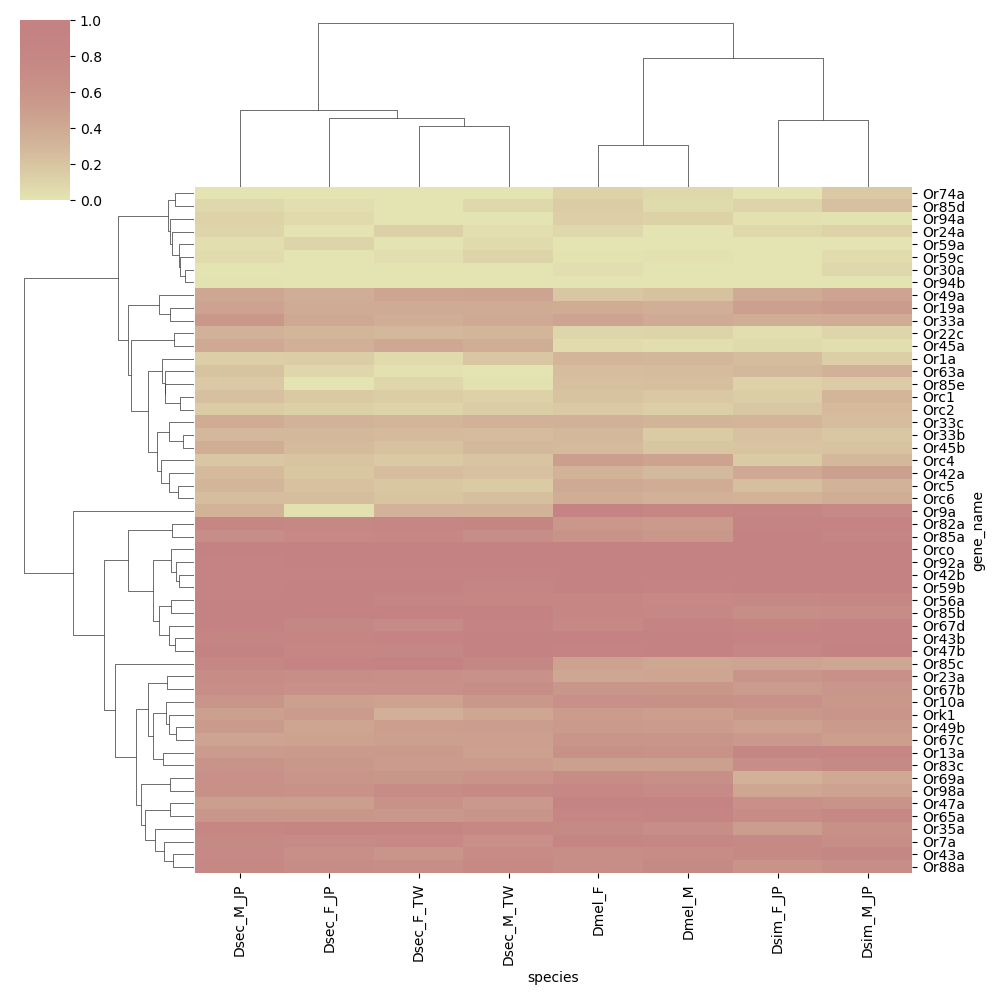 1.0
0.8
0.6
0.4
0.2
0.0
Or74a
Or85d
Or94a
Or24a
Or59a
Or59c
Or30a
Or94b
Or49a
Or19a
Or33a
Or22c
Or45a
Or1a
Or63a
Or85e
Orc1
Orc2
Or33c
Or33b
Or45b
Orc4
Or42a
Orc5
Orc6
Or9a
Or82a
Or85a
Orco
Or92a
Or42b
Or59b
Or56a
Or85b
Or67d
Or43b
Or47b
Or85c
Or23a
Or67b
Or10a
Ork1
Or49b
Or67c
Or13a
Or83c
Or69a
Or98a
Or47a
Or65a
Or35a
Or7a
Or43a
Or88a
gene_name
Dsec_M_JP
Dsec_F_JP
Dsec_F_TW
Dsec_M_TW
Dmel_F
Dmel_M
Dsim_F_JP
Dsim_M_JP
species